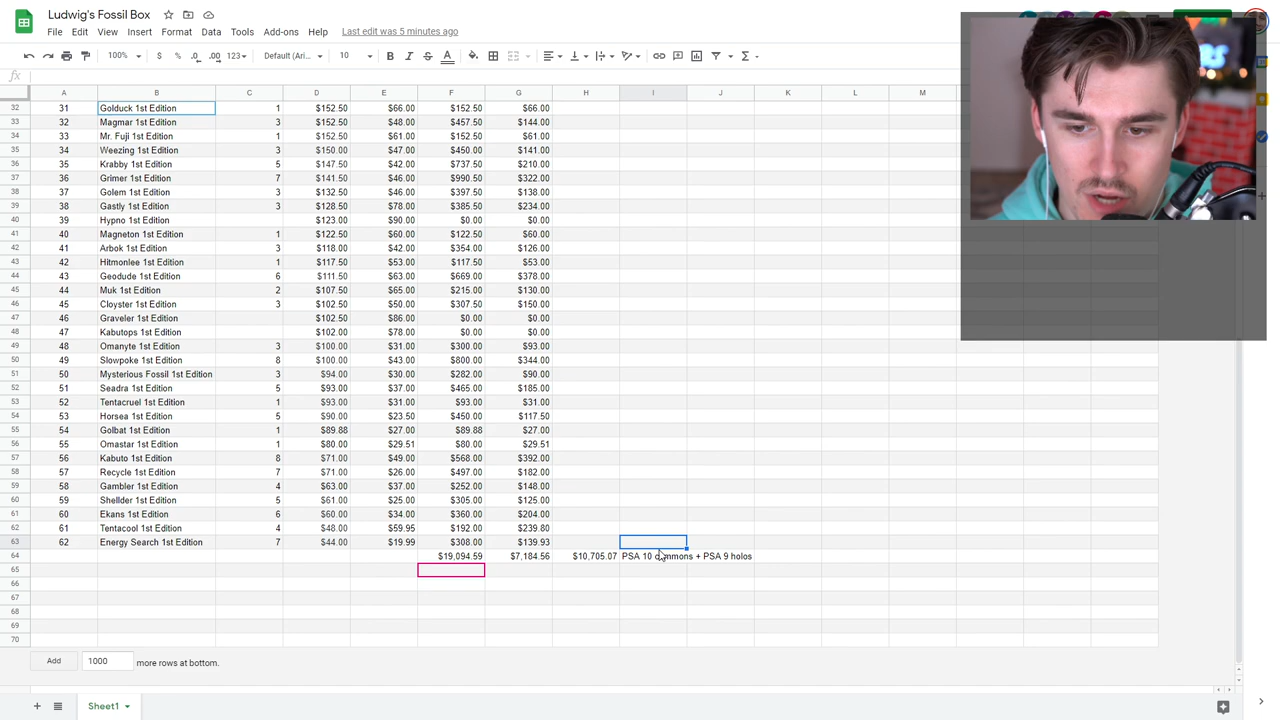 Ludwig's Fossil Box
File Edit View Insert Format Data Tools Add-ons Help Last edit was 5 minutes ago
100% $ % .0 .00 123 Default (Ari... 10 B I S A
fx
A B C D E F G H I J K L M
32 31 Golduck 1st Edition 1 $152.50 $66.00 $152.50 $66.00
33 32 Magmar 1st Edition 3 $152.50 $48.00 $457.50 $144.00
34 33 Mr. Fuji 1st Edition 1 $152.50 $61.00 $152.50 $61.00
35 34 Weezing 1st Edition 3 $150.00 $47.00 $450.00 $141.00
36 35 Krabby 1st Edition 5 $147.50 $42.00 $737.50 $210.00
37 36 Grimer 1st Edition 7 $141.50 $46.00 $990.50 $322.00
38 37 Golem 1st Edition 3 $132.50 $46.00 $397.50 $138.00
39 38 Gastly 1st Edition 3 $128.50 $78.00 $385.50 $234.00
40 39 Hypno 1st Edition $123.00 $90.00 $0.00 $0.00
41 40 Magneton 1st Edition 1 $122.50 $60.00 $122.50 $60.00
42 41 Arbok 1st Edition 3 $118.00 $42.00 $354.00 $126.00
43 42 Hitmonlee 1st Edition 1 $117.50 $53.00 $117.50 $53.00
44 43 Geodude 1st Edition 6 $111.50 $63.00 $669.00 $378.00
45 44 Muk 1st Edition 2 $107.50 $65.00 $215.00 $130.00
46 45 Cloyster 1st Edition 3 $102.50 $50.00 $307.50 $150.00
47 46 Graveler 1st Edition $102.50 $86.00 $0.00 $0.00
48 47 Kabutops 1st Edition $102.00 $78.00 $0.00 $0.00
49 48 Omanyte 1st Edition 3 $100.00 $31.00 $300.00 $93.00
50 49 Slowpoke 1st Edition 8 $100.00 $43.00 $800.00 $344.00
51 50 Mysterious Fossil 1st Edition 3 $94.00 $30.00 $282.00 $90.00
52 51 Seadra 1st Edition 5 $93.00 $37.00 $465.00 $185.00
53 52 Tentacruel 1st Edition 1 $93.00 $31.00 $93.00 $31.00
54 53 Horsea 1st Edition 5 $90.00 $23.50 $450.00 $117.50
55 54 Golbat 1st Edition 1 $89.88 $27.00 $89.88 $27.00
56 55 Omastar 1st Edition 1 $80.00 $29.51 $80.00 $29.51
57 56 Kabuto 1st Edition 8 $71.00 $49.00 $568.00 $392.00
58 57 Recycle 1st Edition 7 $71.00 $26.00 $497.00 $182.00
59 58 Gambler 1st Edition 4 $63.00 $37.00 $252.00 $148.00
60 59 Shellder 1st Edition 5 $61.00 $25.00 $305.00 $125.00
61 60 Ekans 1st Edition 6 $60.00 $34.00 $360.00 $204.00
62 61 Tentacool 1st Edition 4 $48.00 $59.95 $192.00 $239.80
63 62 Energy Search 1st Edition 7 $44.00 $19.99 $308.00 $139.93
64 $19,094.59 $7,184.56 $10,705.07 PSA 10 commons + PSA 9 holos
65
66
67
68
69
70
Add 1000 more rows at bottom.
Sheet1